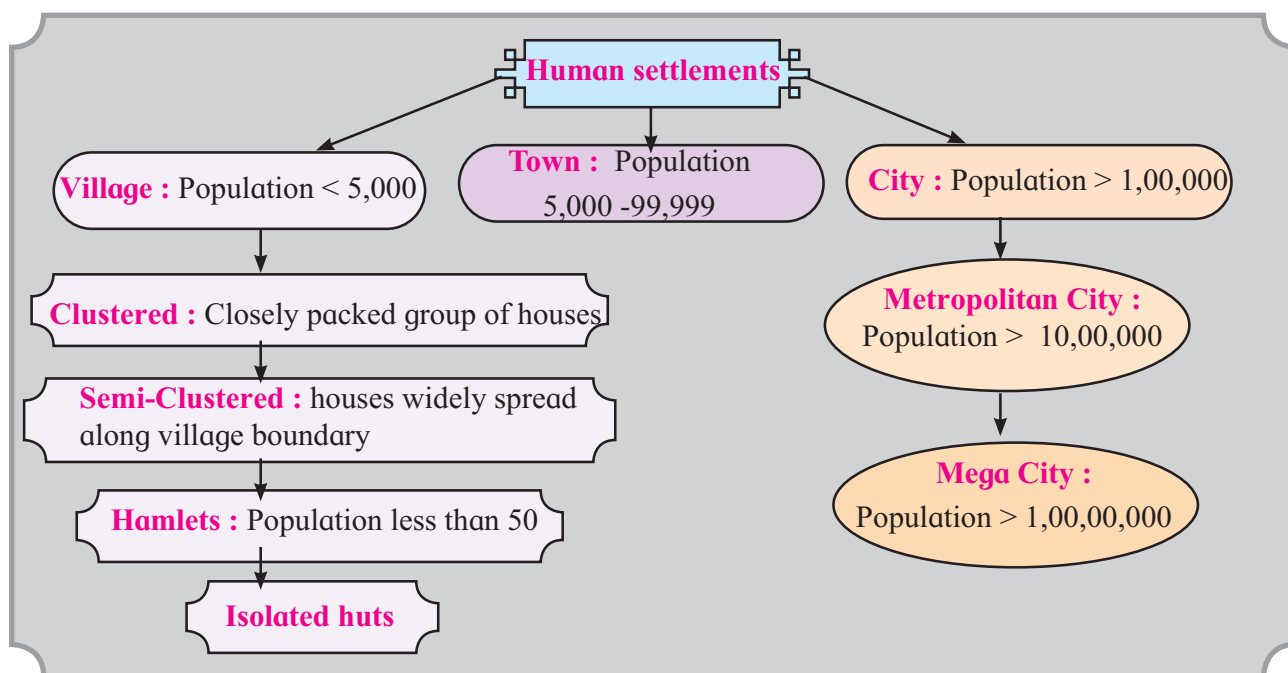 Human settlements
Village : Population < 5,000
Town : Population
5,000 -99,999
City : Population > 1,00,000
Clustered : Closely packed group of houses
Semi-Clustered : houses widely spread
along village boundary
Hamlets : Population less than 50
Isolated huts
Metropolitan City :
Population > 10,00,000
Mega City :
Population > 1,00,00,000